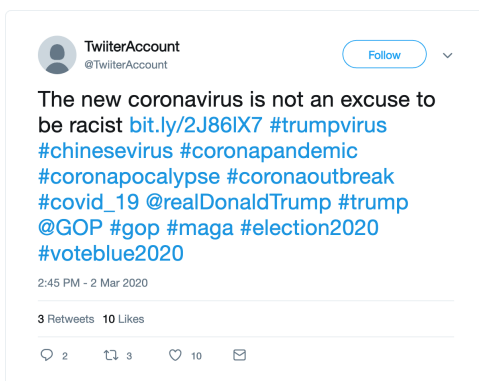 TwiiterAccount
@TwiiterAccount
Follow
The new coronavirus is not an excuse to
be racist bit.ly/2J86lX7 #trumpvirus
#chinesevirus #coronapandemic
#coronapocalypse #coronaoutbreak
#covid_19 @realDonaldTrump #trump
@GOP #gop #maga #election2020
#voteblue2020
2:45 PM - 2 Mar 2020
3 Retweets 10 Likes
2 3 10